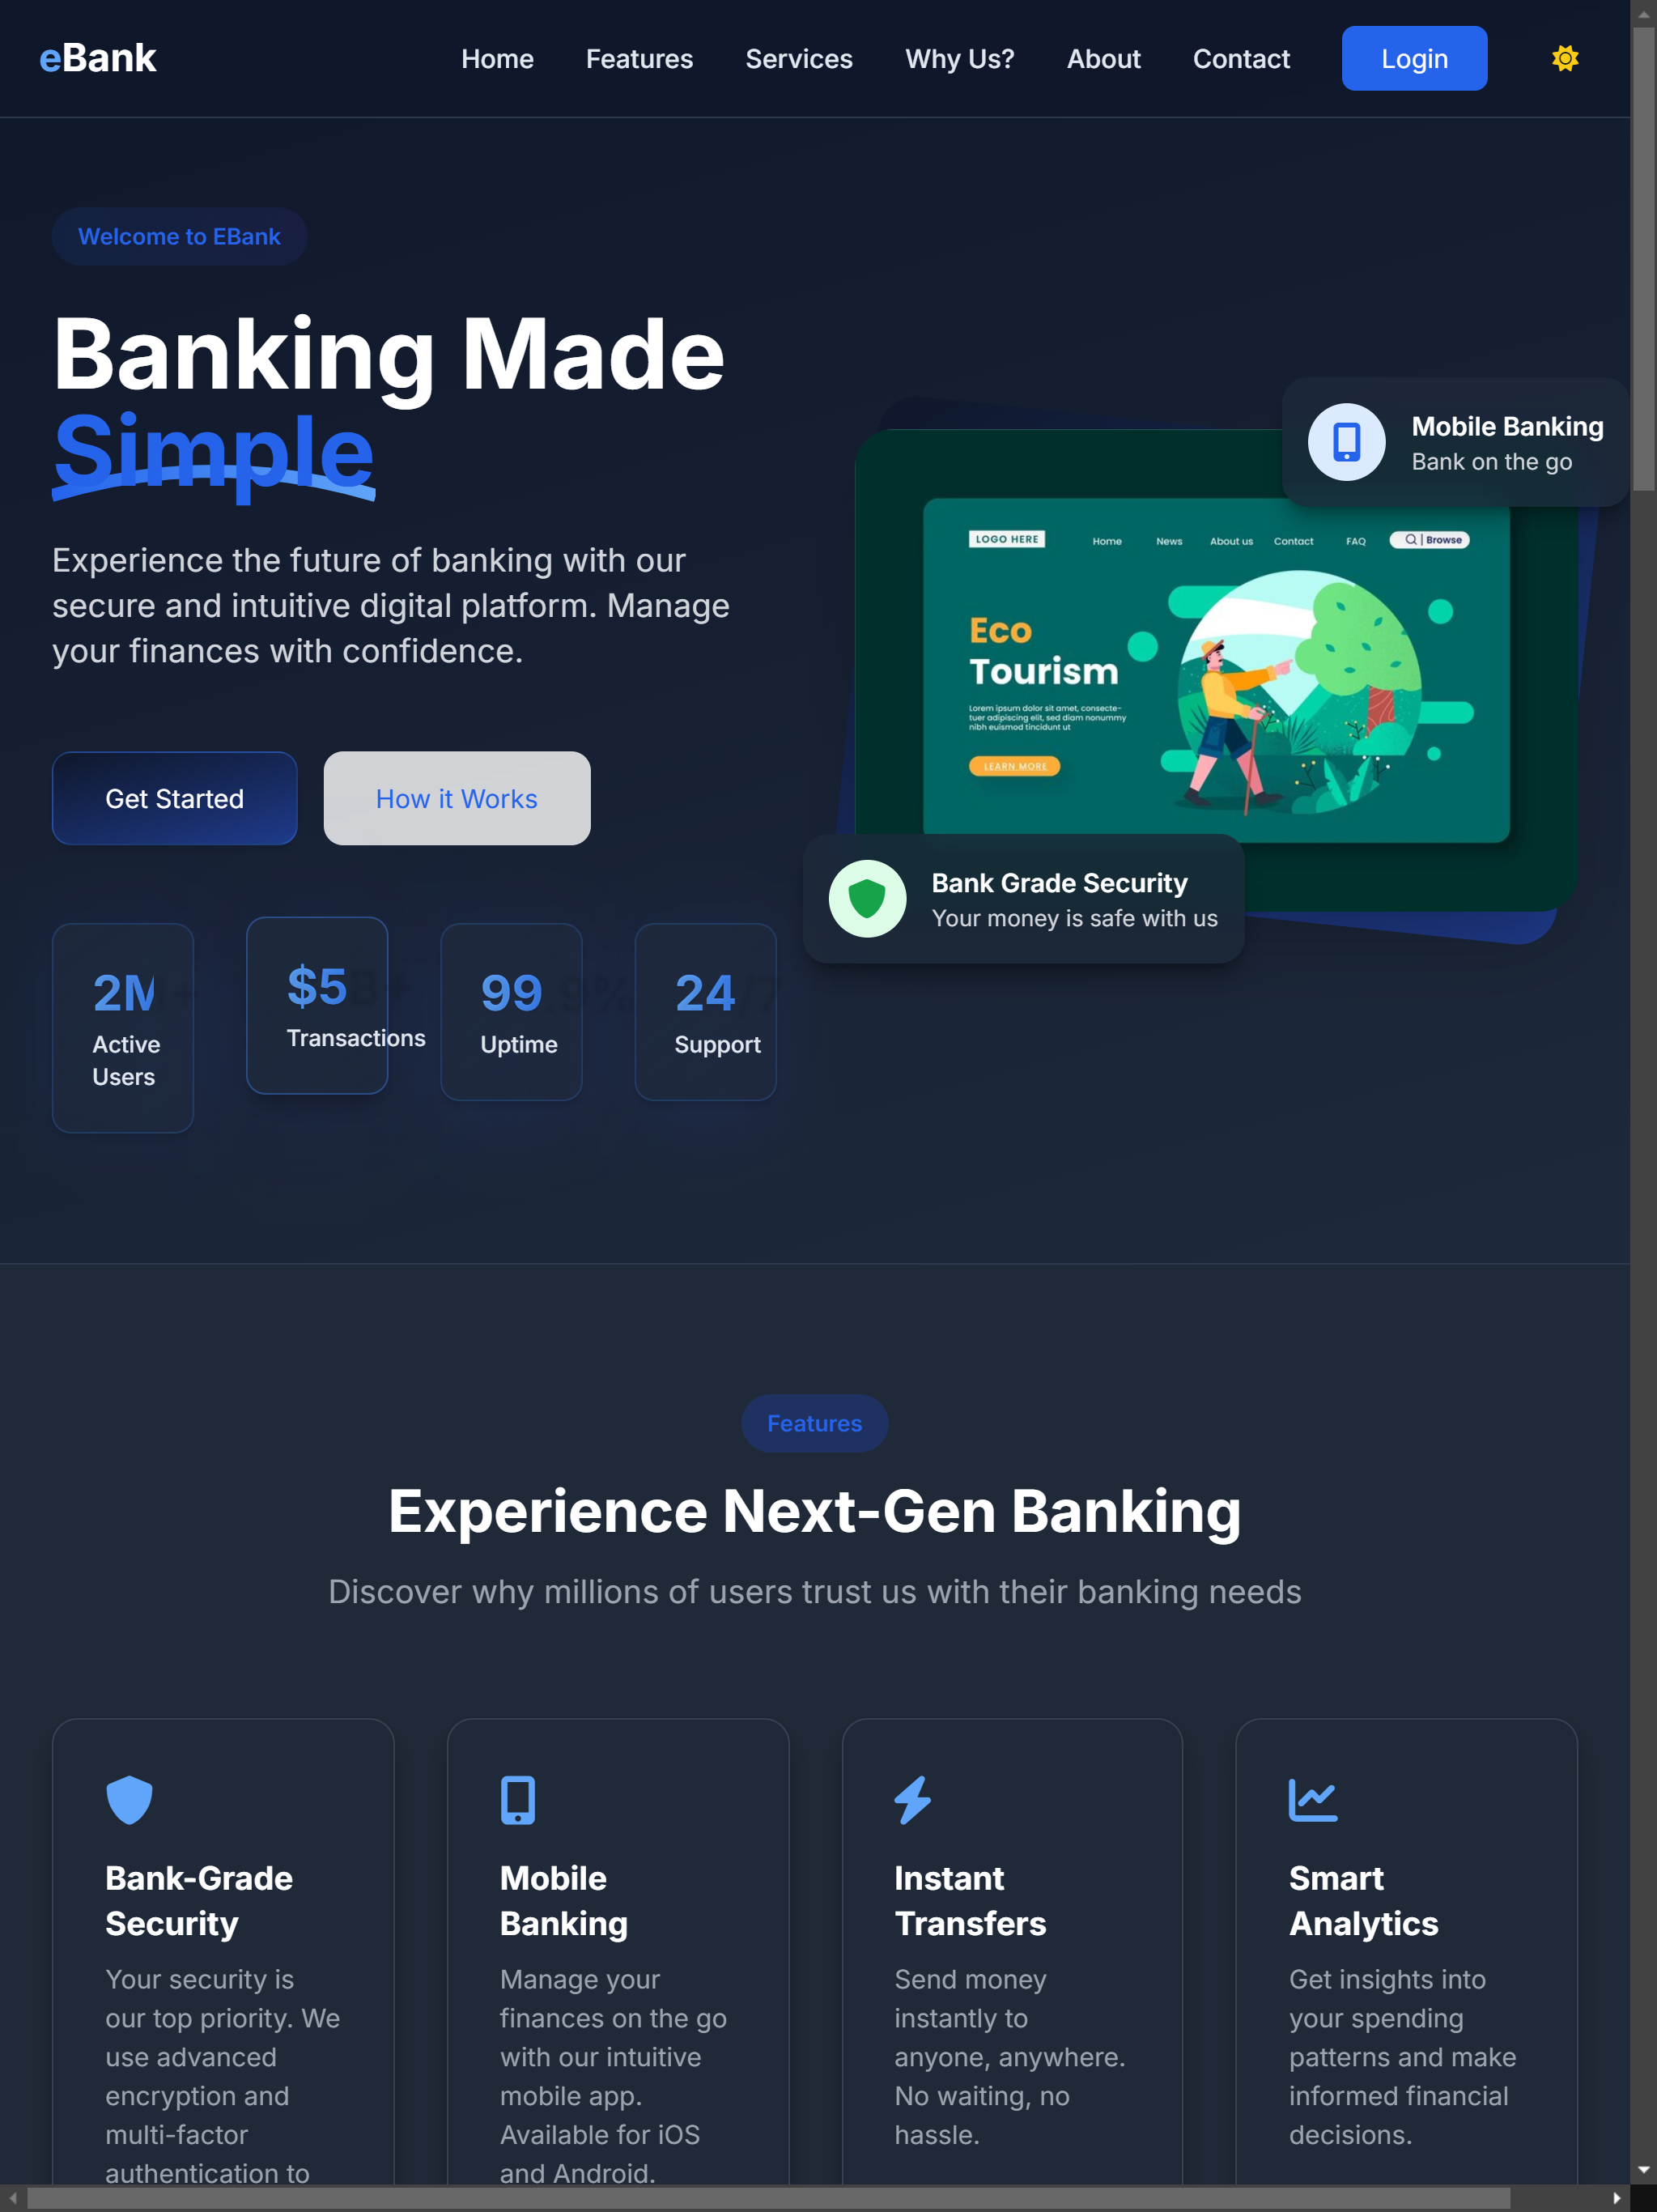 eBank
Home
Features
Services
Why Us?
About
Contact
Login
Welcome to EBank
Banking Made
Simple
Experience the future of banking with our
secure and intuitive digital platform. Manage
your finances with confidence.
Get Started
How it Works
2M+
Active
Users
$5B+
Transactions
99.9%
Uptime
24/7
Support
Mobile Banking
Bank on the go
LOGO HERE
Home
News
About us
Contact
FAQ
Browse
Eco
Tourism
Lorem ipsum dolor sit amet, consecte-
tuer adipiscing elit, sed diam nonummy
nibh euismod tincidunt ut
LEARN MORE
Bank Grade Security
Your money is safe with us
Features
Experience Next-Gen Banking
Discover why millions of users trust us with their banking needs
Bank-Grade
Security
Your security is
our top priority. We
use advanced
encryption and
multi-factor
authentication to
Mobile
Banking
Manage your
finances on the go
with our intuitive
mobile app.
Available for iOS
and Android.
Instant
Transfers
Send money
instantly to
anyone, anywhere.
No waiting, no
hassle.
Smart
Analytics
Get insights into
your spending
patterns and make
informed financial
decisions.